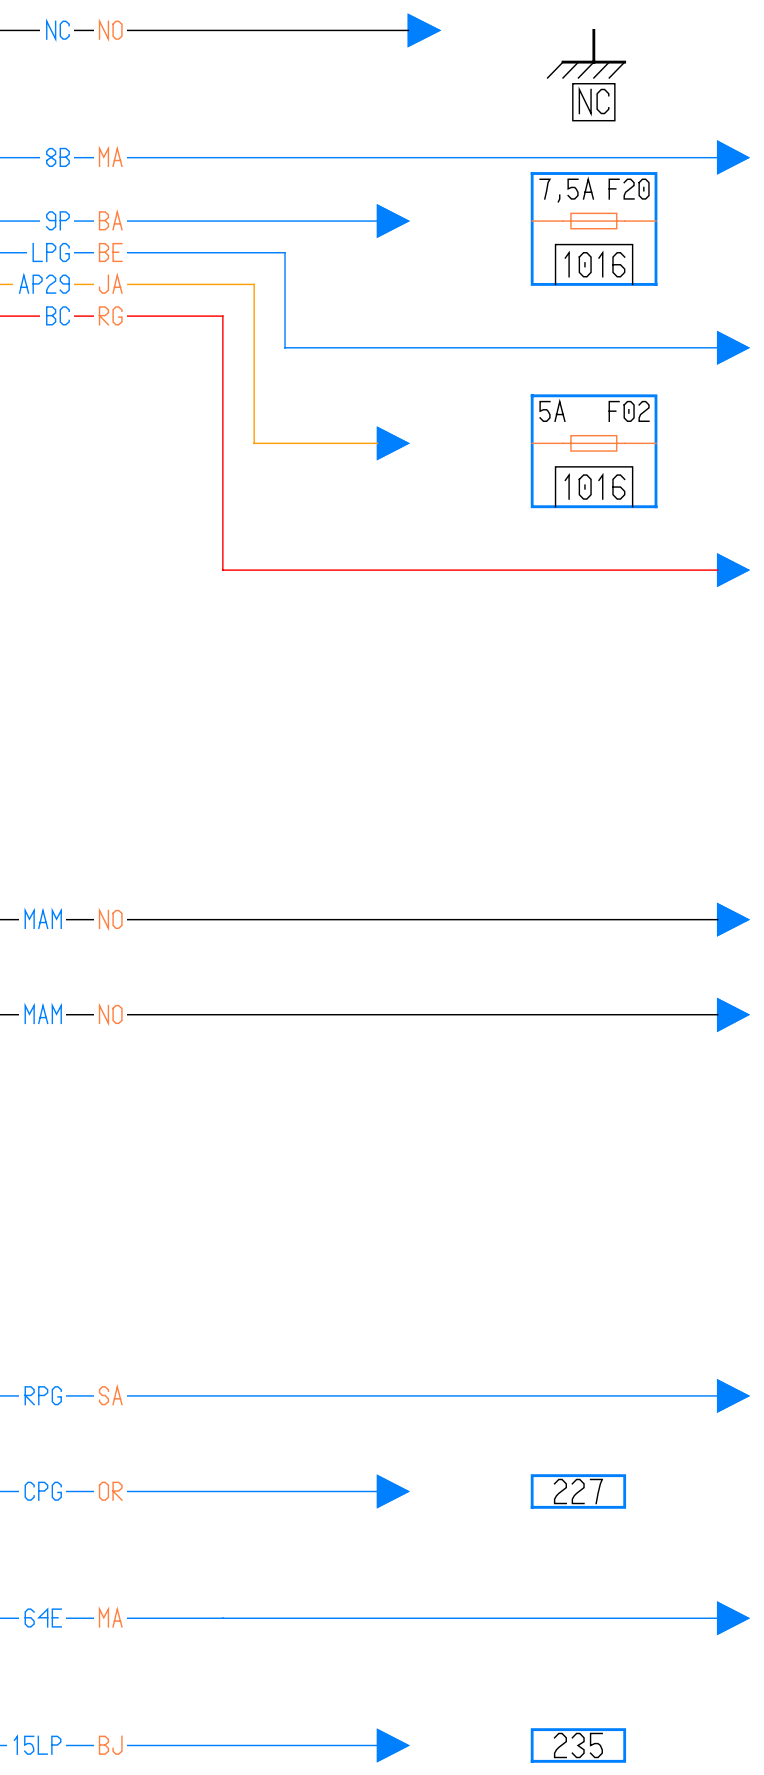 NC NO
NC
8B MA
7,5A F20
9P BA
LPG BE
1016
AP29 JA
BC RG
5A F02
1016
MAM NO
MAM NO
RPG SA
CPG OR
227
64E MA
15LP BJ
235